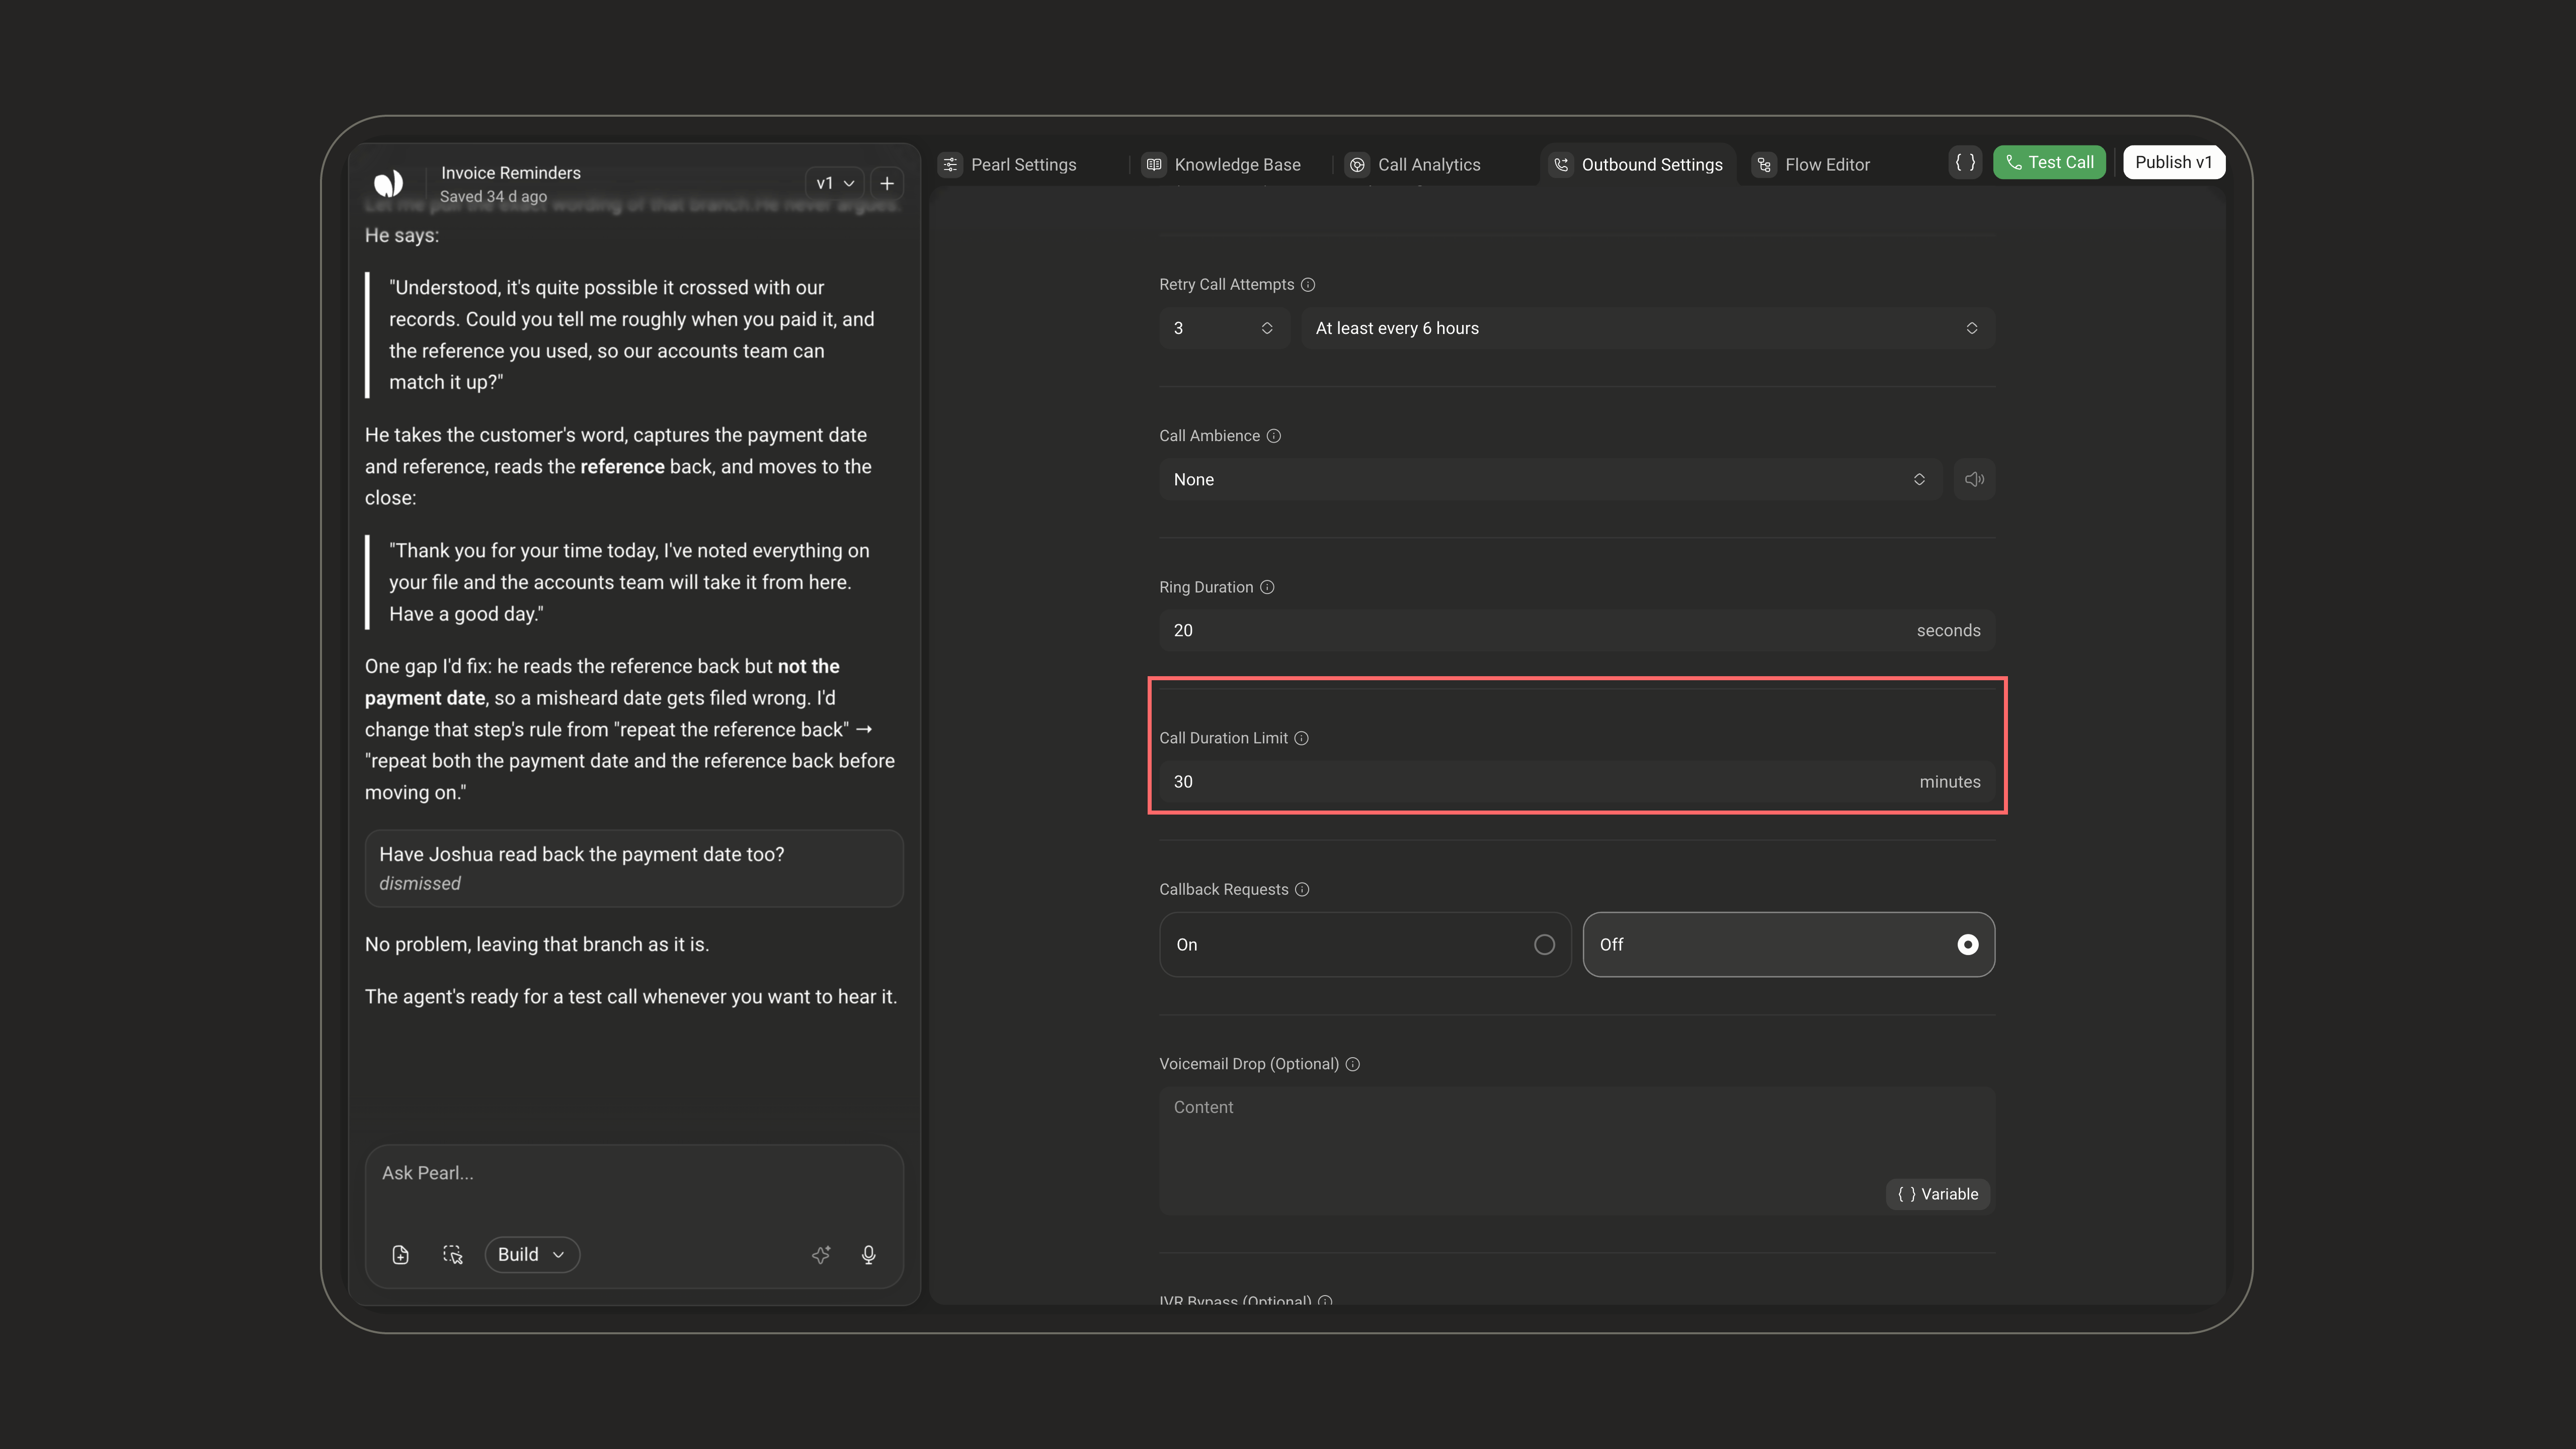 Invoice Reminders
Saved 34 d ago
v1
He says:
"Understood, it's quite possible it crossed with our
records. Could you tell me roughly when you paid it, and
the reference you used, so our accounts team can
match it up?"
He takes the customer's word, captures the payment date
and reference, reads the reference back, and moves to the
close:
"Thank you for your time today, I've noted everything on
your file and the accounts team will take it from here.
Have a good day."
One gap I'd fix: he reads the reference back but not the
payment date, so a misheard date gets filed wrong. I'd
change that step's rule from "repeat the reference back" →
"repeat both the payment date and the reference back before
moving on."
Have Joshua read back the payment date too?
dismissed
No problem, leaving that branch as it is.
The agent's ready for a test call whenever you want to hear it.
Ask Pearl...
Build
Pearl Settings
Knowledge Base
Call Analytics
Outbound Settings
Flow Editor
{ }
Test Call
Publish v1
Retry Call Attempts
3
At least every 6 hours
Call Ambience
None
Ring Duration
20 seconds
Call Duration Limit
30 minutes
Callback Requests
On
Off
Voicemail Drop (Optional)
Content
{ } Variable
IVR Bypass (Optional)